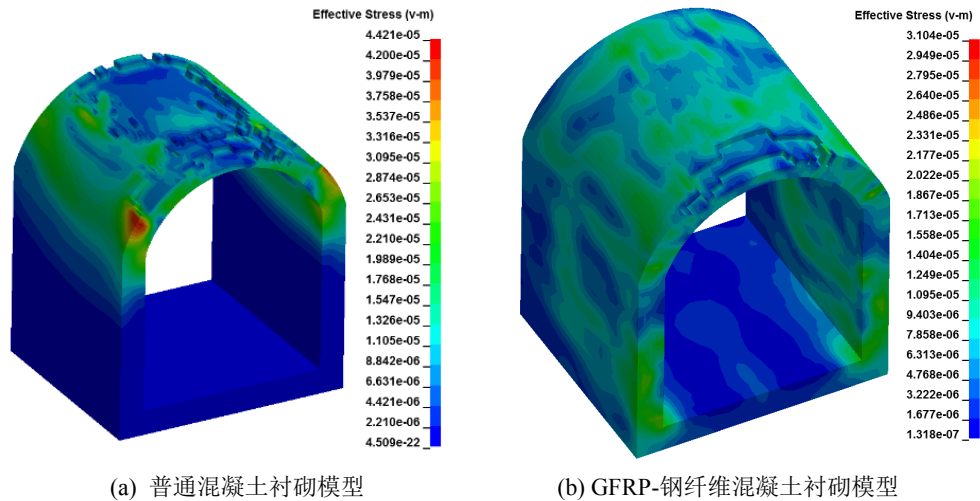 Effective Stress (v-m)
4.421e-05
4.200e-05
3.979e-05
3.758e-05
3.537e-05
3.316e-05
3.095e-05
2.874e-05
2.653e-05
2.431e-05
2.210e-05
1.989e-05
1.768e-05
1.547e-05
1.326e-05
1.105e-05
8.842e-06
6.631e-06
4.421e-06
2.210e-06
4.509e-22
(a) 普通混凝土衬砌模型
Effective Stress (v-m)
3.104e-05
2.949e-05
2.795e-05
2.640e-05
2.486e-05
2.331e-05
2.177e-05
2.022e-05
1.867e-05
1.713e-05
1.558e-05
1.404e-05
1.249e-05
1.095e-05
9.403e-06
7.858e-06
6.313e-06
4.768e-06
3.222e-06
1.677e-06
1.318e-07
(b) GFRP-钢纤维混凝土衬砌模型